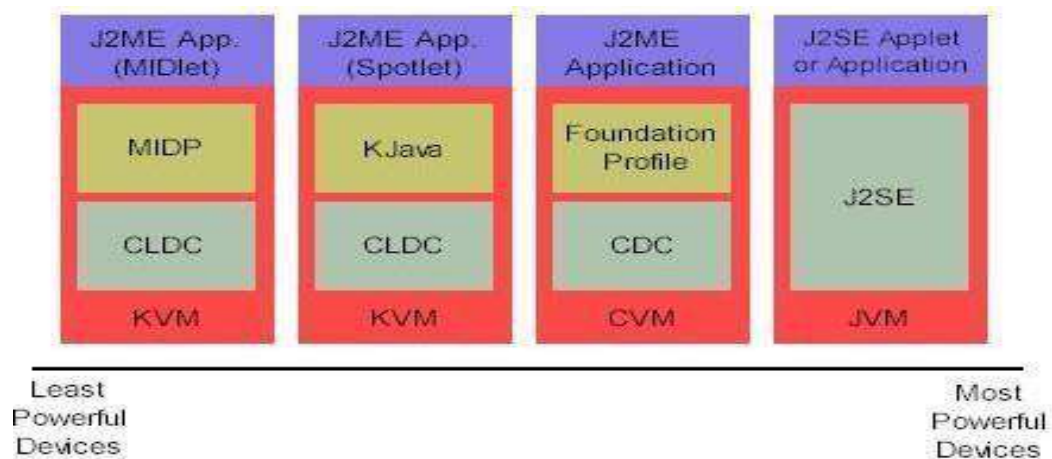 J2ME App.
(MIDlet)
MIDP
CLDC
KVM
J2ME App.
(Spotlet)
KJava
CLDC
KVM
J2ME
Application
Foundation
Profile
CDC
CVM
J2SE Applet
or Application
J2SE
JVM
Least
Powerful
Devices
Most
Powerful
Devices